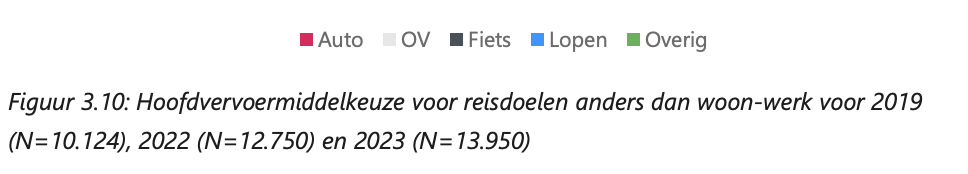 Auto OV Fiets Lopen Overig
Figuur 3.10: Hoofdvervoermiddelkeuze voor reisdoelen anders dan woon-werk voor 2019
(N=10.124), 2022 (N=12.750) en 2023 (N=13.950)